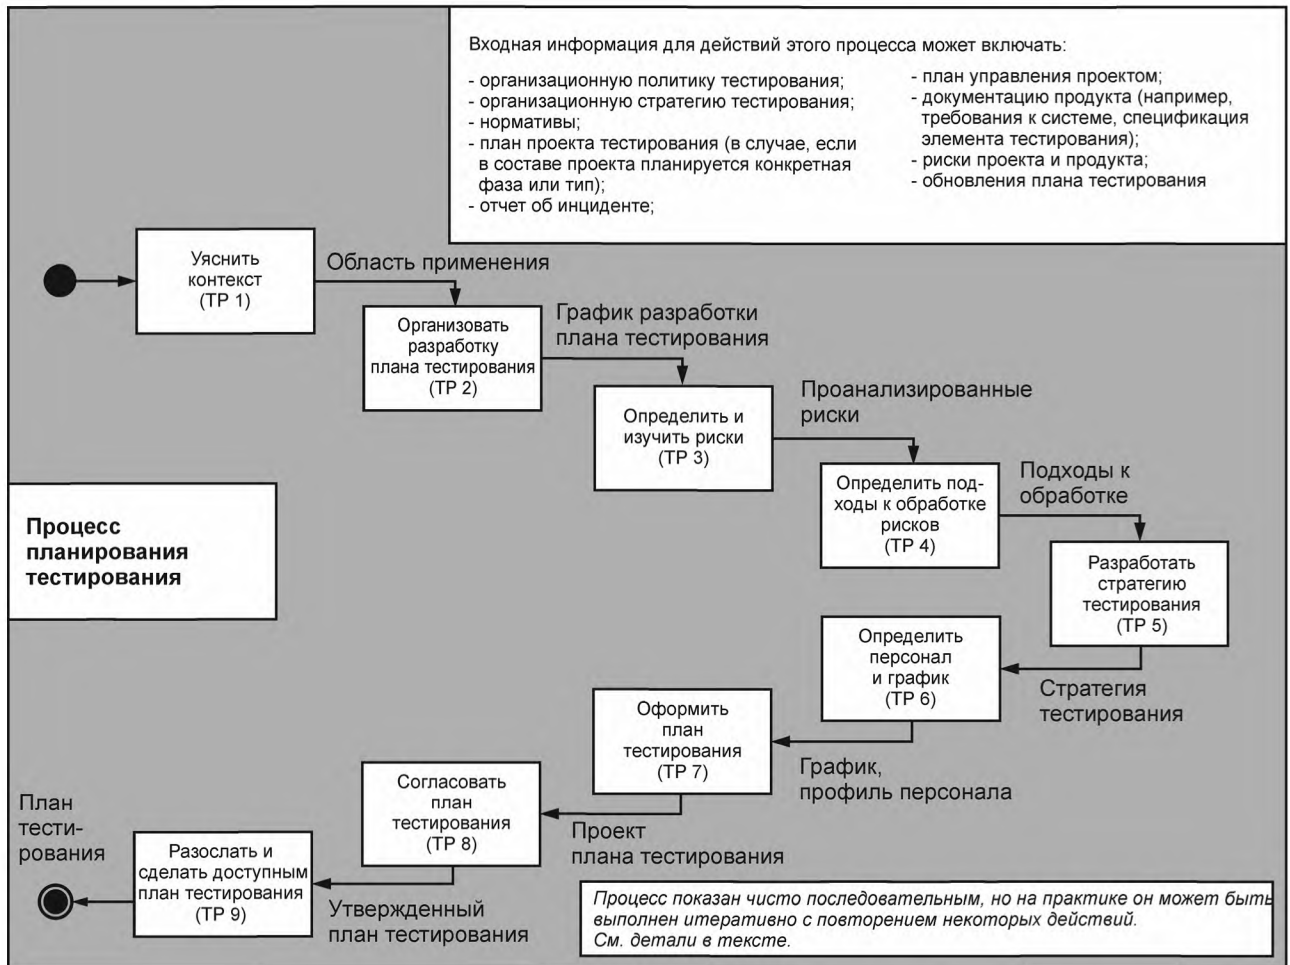 Входная информация для действий этого процесса может включать:
- организационную политику тестирования;
- организационную стратегию тестирования;
- нормативы;
- план проекта тестирования (в случае, если
в составе проекта планируется конкретная
фаза или тип);
- отчет об инциденте;
- план управления проектом;
- документацию продукта (например,
требования к системе, спецификация
элемента тестирования);
- риски проекта и продукта;
- обновления плана тестирования
Уяснить
контекст
(TP 1)
Область применения
Организовать
разработку
плана тестирования
(TP 2)
График разработки
плана тестирования
Определить и
изучить риски
(TP 3)
Проанализированные
риски
Определить под-
ходы к обработке
рисков
(TP 4)
Подходы к
обработке
Разработать
стратегию
тестирования
(TP 5)
Процесс
планирования
тестирования
Стратегия
тестирования
Определить
персонал
и график
(TP 6)
График,
профиль персонала
Оформить
план
тестирования
(TP 7)
Проект
плана тестирования
Согласовать
план
тестирования
(TP 8)
Утвержденный
план тестирования
Разослать и
сделать доступным
план тестирования
(TP 9)
План
тести-
рования
Процесс показан чисто последовательным, но на практике он может быть
выполнен итеративно с повторением некоторых действий.
См. детали в тексте.